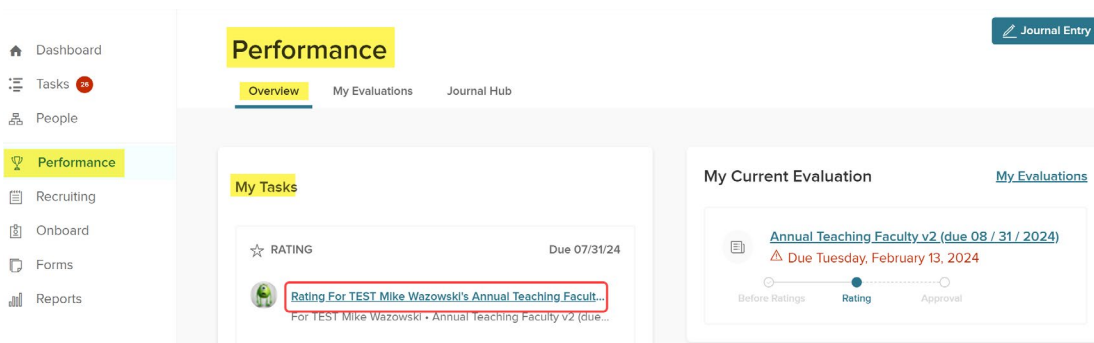 Dashboard
Tasks 26
People
Performance
Recruiting
Onboard
Forms
Reports
Performance
Journal Entry
Overview My Evaluations Journal Hub
My Tasks
RATING Due 07/31/24
Rating For TEST Mike Wazowski's Annual Teaching Facult...
For TEST Mike Wazowski • Annual Teaching Faculty v2 (due...
My Current Evaluation My Evaluations
Annual Teaching Faculty v2 (due 08 / 31 / 2024)
Due Tuesday, February 13, 2024
Before Ratings Rating Approval